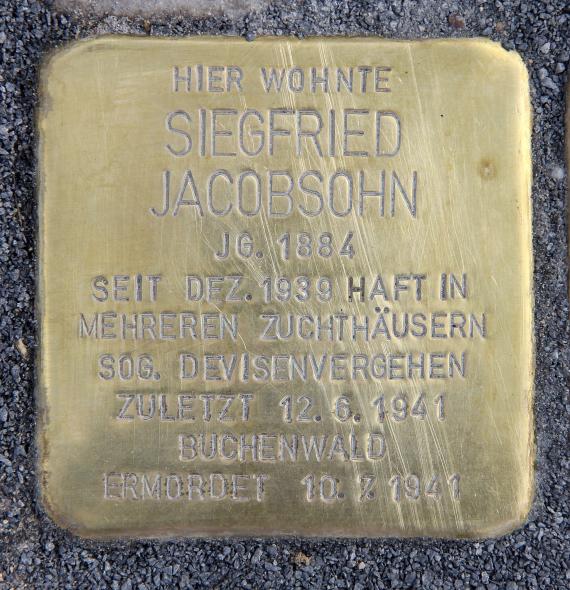 HIER WOHNTE
SIEGFRIED
JACOBSOHN
JG. 1884
SEIT DEZ. 1939 HAFT IN
MEHREREN ZUCHTHÄUSERN
SOG. DEVISENVERGEHEN
ZULETZT 12. 6. 1941
BUCHENWALD
ERMORDET 10. 7. 1941